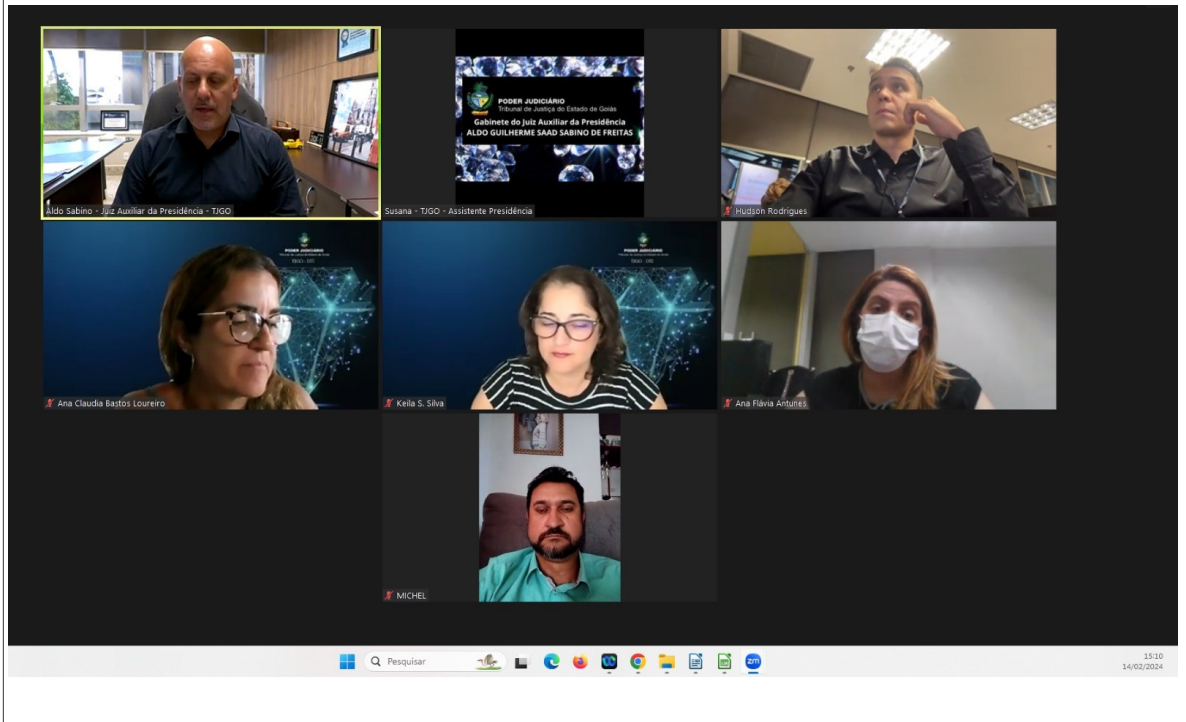 Aldo Sabino - Juiz Auxiliar da Presidência - TJGO
PODER JUDICIÁRIO
Tribunal de Justiça do Estado de Goiás
Gabinete do Juiz Auxiliar da Presidência
ALDO GUILHERME SAAD SABINO DE FREITAS
Susana - TJGO - Assistente Presidência
Hudson Rodrigues
PODER JUDICIÁRIO
Ana Claudia Bastos Loureiro
PODER JUDICIÁRIO
Keila S. Silva
Ana Flávia Antunes
MICHEL
Pesquisar
zm
15:10
14/02/2024